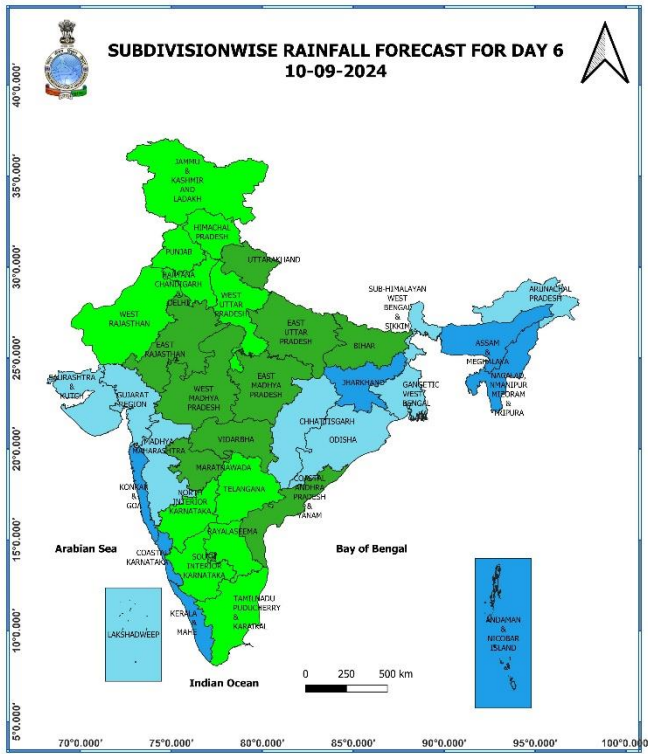 SUBDIVISIONWISE RAINFALL FORECAST FOR DAY 6
10-09-2024
40°0.000'
35°0.000'
30°0.000'
25°0.000'
20°0.000'
15°0.000'
10°0.000'
5°0.000'
JAMMU
&
KASHMIR
AND
LADAKH
HIMACHAL
PRADESH
PUNJAB
UTTARAKHAND
HARYANA
CHANDIGARH
&
DELHI
WEST
UTTAR
PRADESH
WEST
RAJASTHAN
EAST
RAJASTHAN
EAST
UTTAR
PRADESH
BIHAR
SUB-HIMALAYAN
WEST
BENGAL
&
SIKKIM
ARUNACHAL
PRADESH
ASSAM
&
MEGHALAYA
SAURASHTRA
&
KUTCH
GUJARAT
REGION
WEST
MADHYA
PRADESH
EAST
MADHYA
PRADESH
JHARKHAND
GANGETIC
WEST
BENGAL
CHHATTISGARH
ODISHA
MADHYA
MAHARASHTRA
VIDARBHA
MARATHAWADA
KONKAN
&
GOA
NORTH
INTERIOR
KARNATAKA
TELANGANA
COASTAL
ANDHRA
PRADESH
&
YANAM
RAYALASEEMA
COASTAL
KARNATAKA
SOUTH
INTERIOR
KARNATAKA
TAMILNADU
PUDUCHERRY
&
KARAIKAL
KERALA
&
MAHE
LAKSHADWEEP
ANDAMAN
&
NICOBAR
ISLAND
Arabian Sea
Bay of Bengal
Indian Ocean
0 250 500 km
70°0.000' 75°0.000' 80°0.000' 85°0.000' 90°0.000' 95°0.000' 100°0.000'